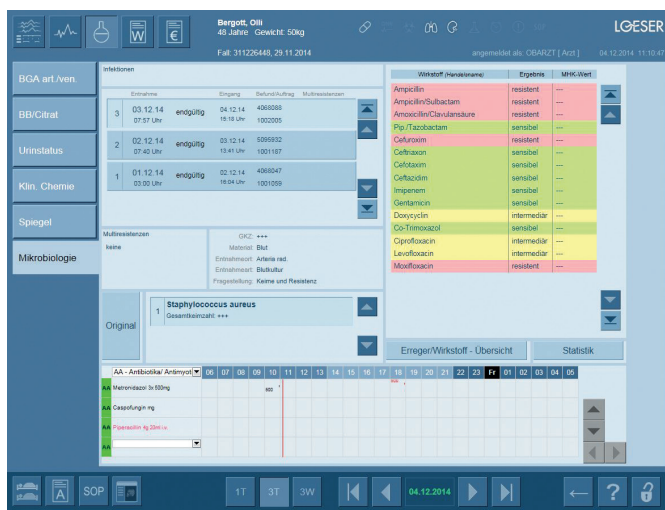 Bergott, Olli
48 Jahre Gewicht: 50kg
Fall: 311226448, 29.11.2014
angemeldet als: OBARZT [ Arzt ]
04.12.2014 11:10:47
LOESER
W
€
BGA art./ven.
BB/Citrat
Urinstatus
Klin. Chemie
Spiegel
Mikrobiologie
Infektionen
Entnahme Eingang Befund/Auftrag Multiresistenzen
3 03.12.14 07:57 Uhr endgültig 04.12.14 15:18 Uhr 4068088 1002005
2 02.12.14 07:40 Uhr endgültig 03.12.14 13:41 Uhr 5095932 1001187
1 01.12.14 03:00 Uhr endgültig 02.12.14 16:04 Uhr 4068047 1001059
Multiresistenzen
keine
GKZ: +++
Material: Blut
Entnahmeort: Arteria rad.
Entnahmeart: Blutkultur
Fragestellung: Keime und Resistenz
Original
1 Staphylococcus aureus
Gesamtkeimzahl: +++
Wirkstoff (Handelsname) Ergebnis MHK-Wert
Ampicillin resistent ---
Ampicillin/Sulbactam resistent ---
Amoxicillin/Clavulansäure resistent ---
Pip./Tazobactam sensibel ---
Cefuroxim resistent ---
Ceftriaxon sensibel ---
Cefotaxim sensibel ---
Ceftazidim sensibel ---
Imipenem sensibel ---
Gentamicin sensibel ---
Doxycyclin intermediär ---
Co-Trimoxazol sensibel ---
Ciprofloxacin intermediär ---
Levofloxacin intermediär ---
Moxifloxacin resistent ---
Erreger/Wirkstoff - Übersicht
Statistik
AA - Antibiotika/ Antimyot 06 07 08 09 10 11 12 13 14 15 16 17 18 19 20 21 22 23 Fr 01 02 03 04 05
AA Metronidazol 3x 500mg
AA Caspofungin mg
AA Piperacillin 4g,20ml i.v.
AA
A
SOP
1T
3T
3W
04.12.2014
?